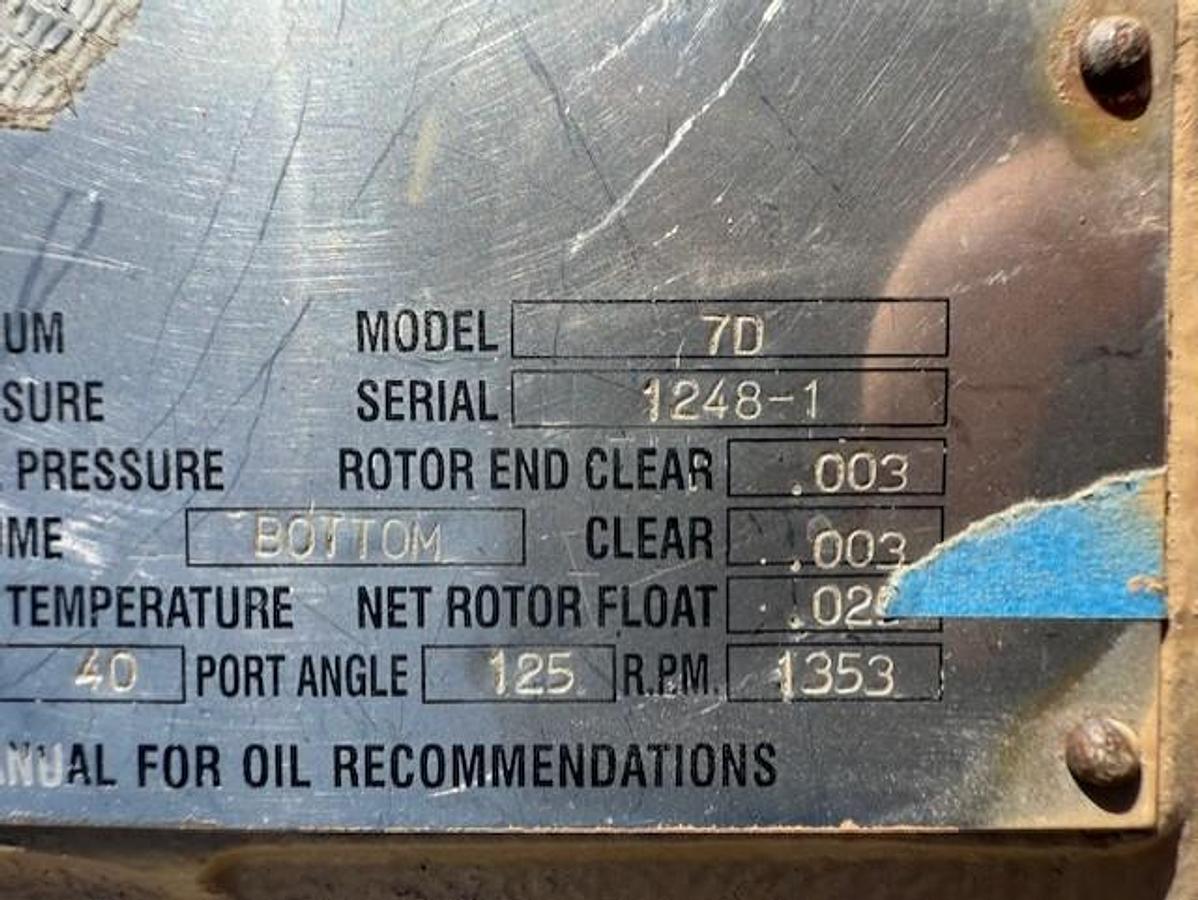 UM MODEL 7D
SURE SERIAL 1248-1
PRESSURE ROTOR END CLEAR .003
ME BOTTOM CLEAR .003
TEMPERATURE NET ROTOR FLOAT
40 PORT ANGLE 125 R.P.M. 1353
ANUAL FOR OIL RECOMMENDATIONS